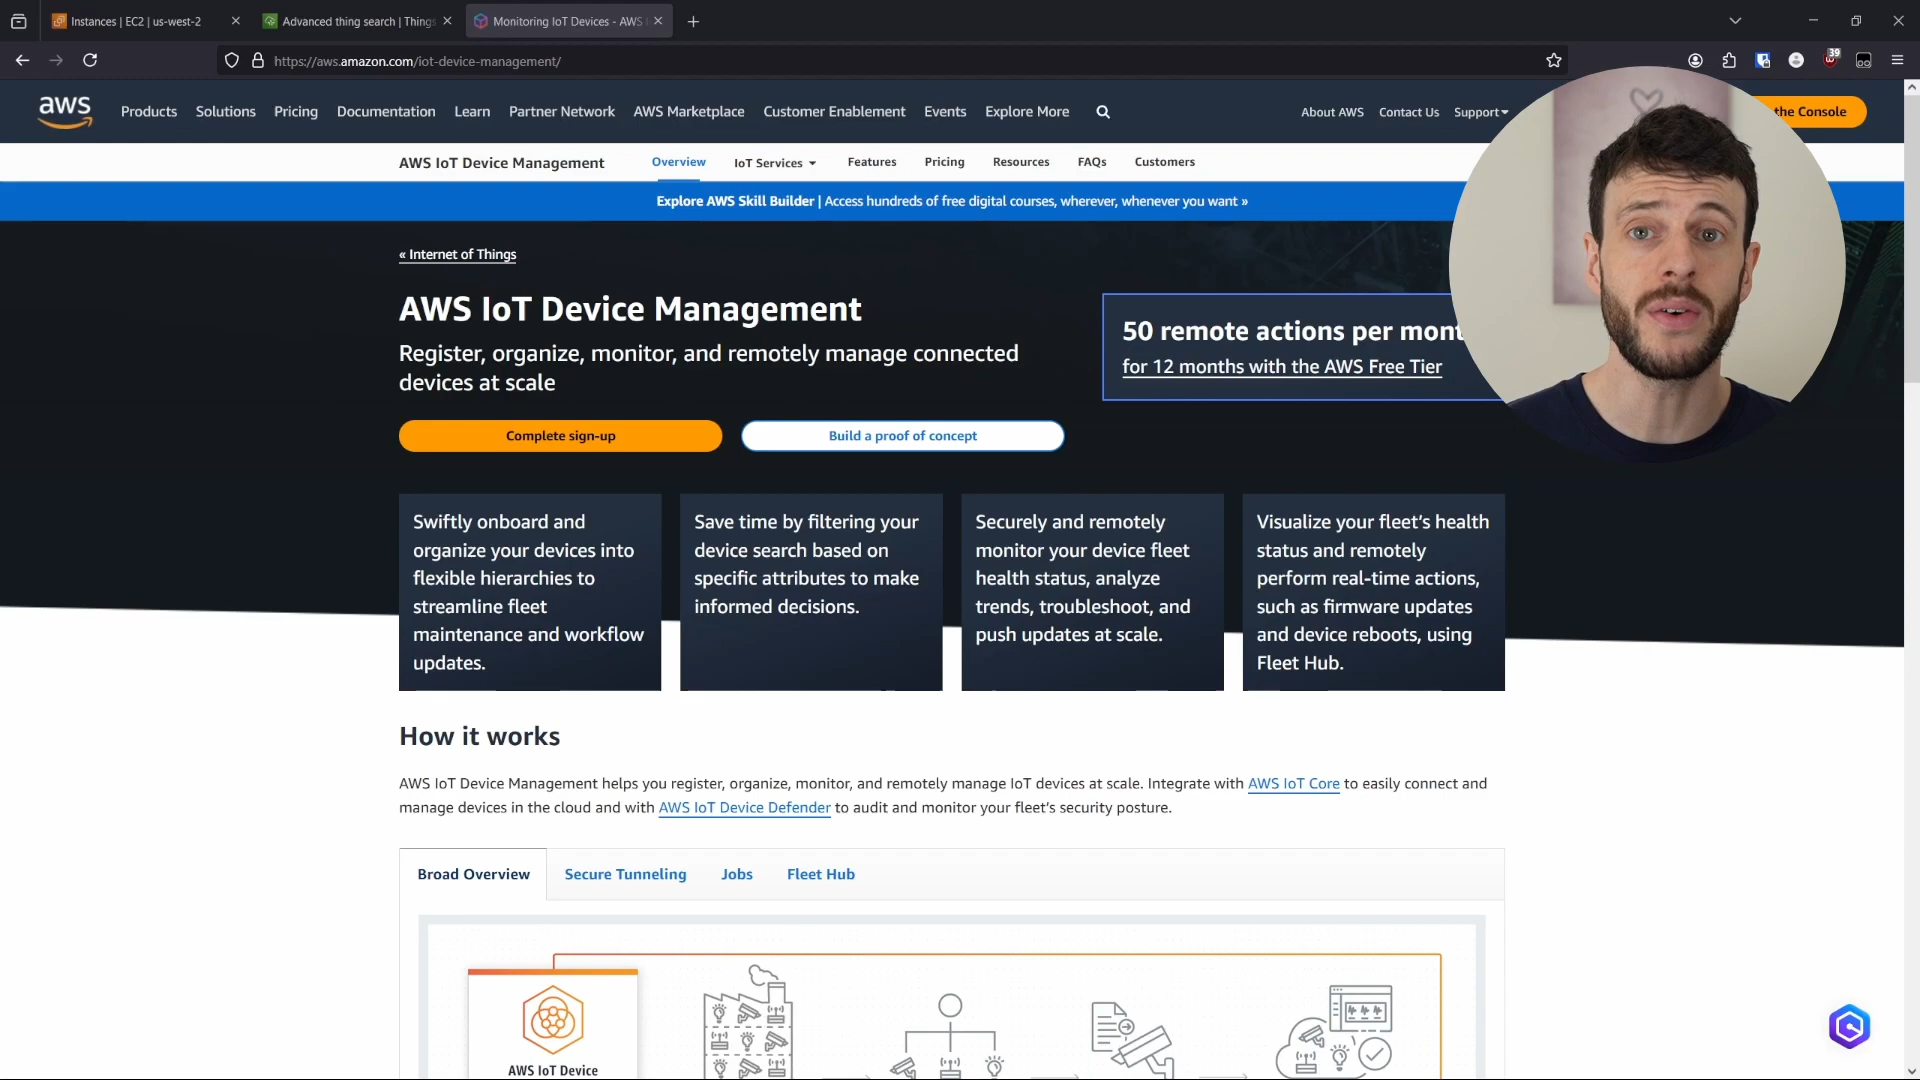 Instances | EC2 | us-west-2
Advanced thing search | Things
Monitoring IoT Devices - AWS
https://aws.amazon.com/iot-device-management/
39
aws
Products
Solutions
Pricing
Documentation
Learn
Partner Network
AWS Marketplace
Customer Enablement
Events
Explore More
About AWS
Contact Us
Support
the Console
AWS IoT Device Management
Overview
IoT Services
Features
Pricing
Resources
FAQs
Customers
Explore AWS Skill Builder | Access hundreds of free digital courses, wherever, whenever you want »
« Internet of Things
AWS IoT Device Management
Register, organize, monitor, and remotely manage connected
devices at scale
50 remote actions per mont
for 12 months with the AWS Free Tier
Complete sign-up
Build a proof of concept
Swiftly onboard and
organize your devices into
flexible hierarchies to
streamline fleet
maintenance and workflow
updates.
Save time by filtering your
device search based on
specific attributes to make
informed decisions.
Securely and remotely
monitor your device fleet
health status, analyze
trends, troubleshoot, and
push updates at scale.
Visualize your fleet's health
status and remotely
perform real-time actions,
such as firmware updates
and device reboots, using
Fleet Hub.
How it works
AWS IoT Device Management helps you register, organize, monitor, and remotely manage IoT devices at scale. Integrate with AWS IoT Core to easily connect and
manage devices in the cloud and with AWS IoT Device Defender to audit and monitor your fleet's security posture.
Broad Overview
Secure Tunneling
Jobs
Fleet Hub
AWS IoT Device